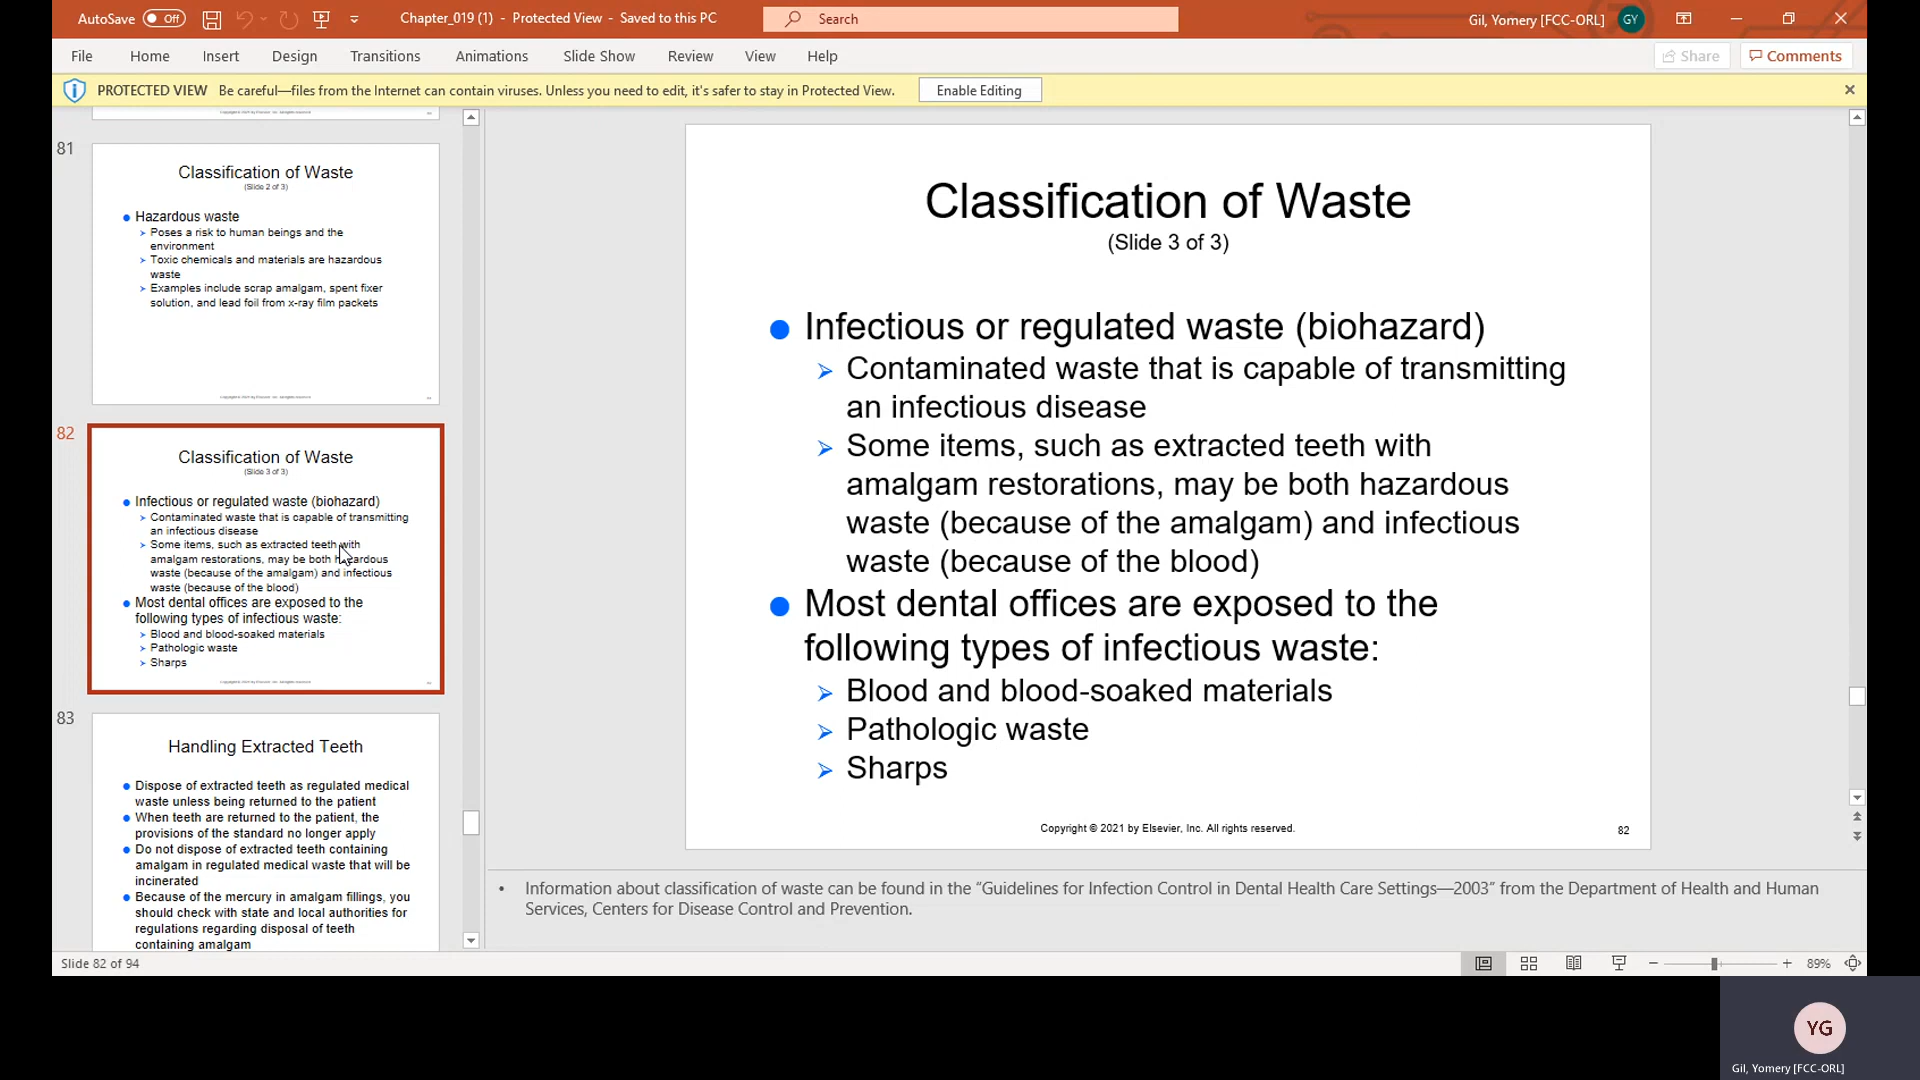 AutoSave Off
Chapter_019 (1) - Protected View - Saved to this PC
Search
Gil, Yomery [FCC-ORL] GY
File Home Insert Design Transitions Animations Slide Show Review View Help
Share Comments
PROTECTED VIEW Be careful—files from the Internet can contain viruses. Unless you need to edit, it's safer to stay in Protected View. Enable Editing
81
Classification of Waste
(Slide 2 of 3)
Hazardous waste
Poses a risk to human beings and the
environment
Toxic chemicals and materials are hazardous
waste
Examples include scrap amalgam, spent fixer
solution, and lead foil from x-ray film packets
82
Classification of Waste
(Slide 3 of 3)
Infectious or regulated waste (biohazard)
Contaminated waste that is capable of transmitting
an infectious disease
Some items, such as extracted teeth with
amalgam restorations, may be both hazardous
waste (because of the amalgam) and infectious
waste (because of the blood)
Most dental offices are exposed to the
following types of infectious waste:
Blood and blood-soaked materials
Pathologic waste
Sharps
83
Handling Extracted Teeth
Dispose of extracted teeth as regulated medical
waste unless being returned to the patient
When teeth are returned to the patient, the
provisions of the standard no longer apply
Do not dispose of extracted teeth containing
amalgam in regulated medical waste that will be
incinerated
Because of the mercury in amalgam fillings, you
should check with state and local authorities for
regulations regarding disposal of teeth
containing amalgam
Classification of Waste
(Slide 3 of 3)
Infectious or regulated waste (biohazard)
Contaminated waste that is capable of transmitting
an infectious disease
Some items, such as extracted teeth with
amalgam restorations, may be both hazardous
waste (because of the amalgam) and infectious
waste (because of the blood)
Most dental offices are exposed to the
following types of infectious waste:
Blood and blood-soaked materials
Pathologic waste
Sharps
Copyright © 2021 by Elsevier, Inc. All rights reserved.
82
Information about classification of waste can be found in the "Guidelines for Infection Control in Dental Health Care Settings—2003" from the Department of Health and Human
Services, Centers for Disease Control and Prevention.
Slide 82 of 94
89%
YG
Gil, Yomery [FCC-ORL]